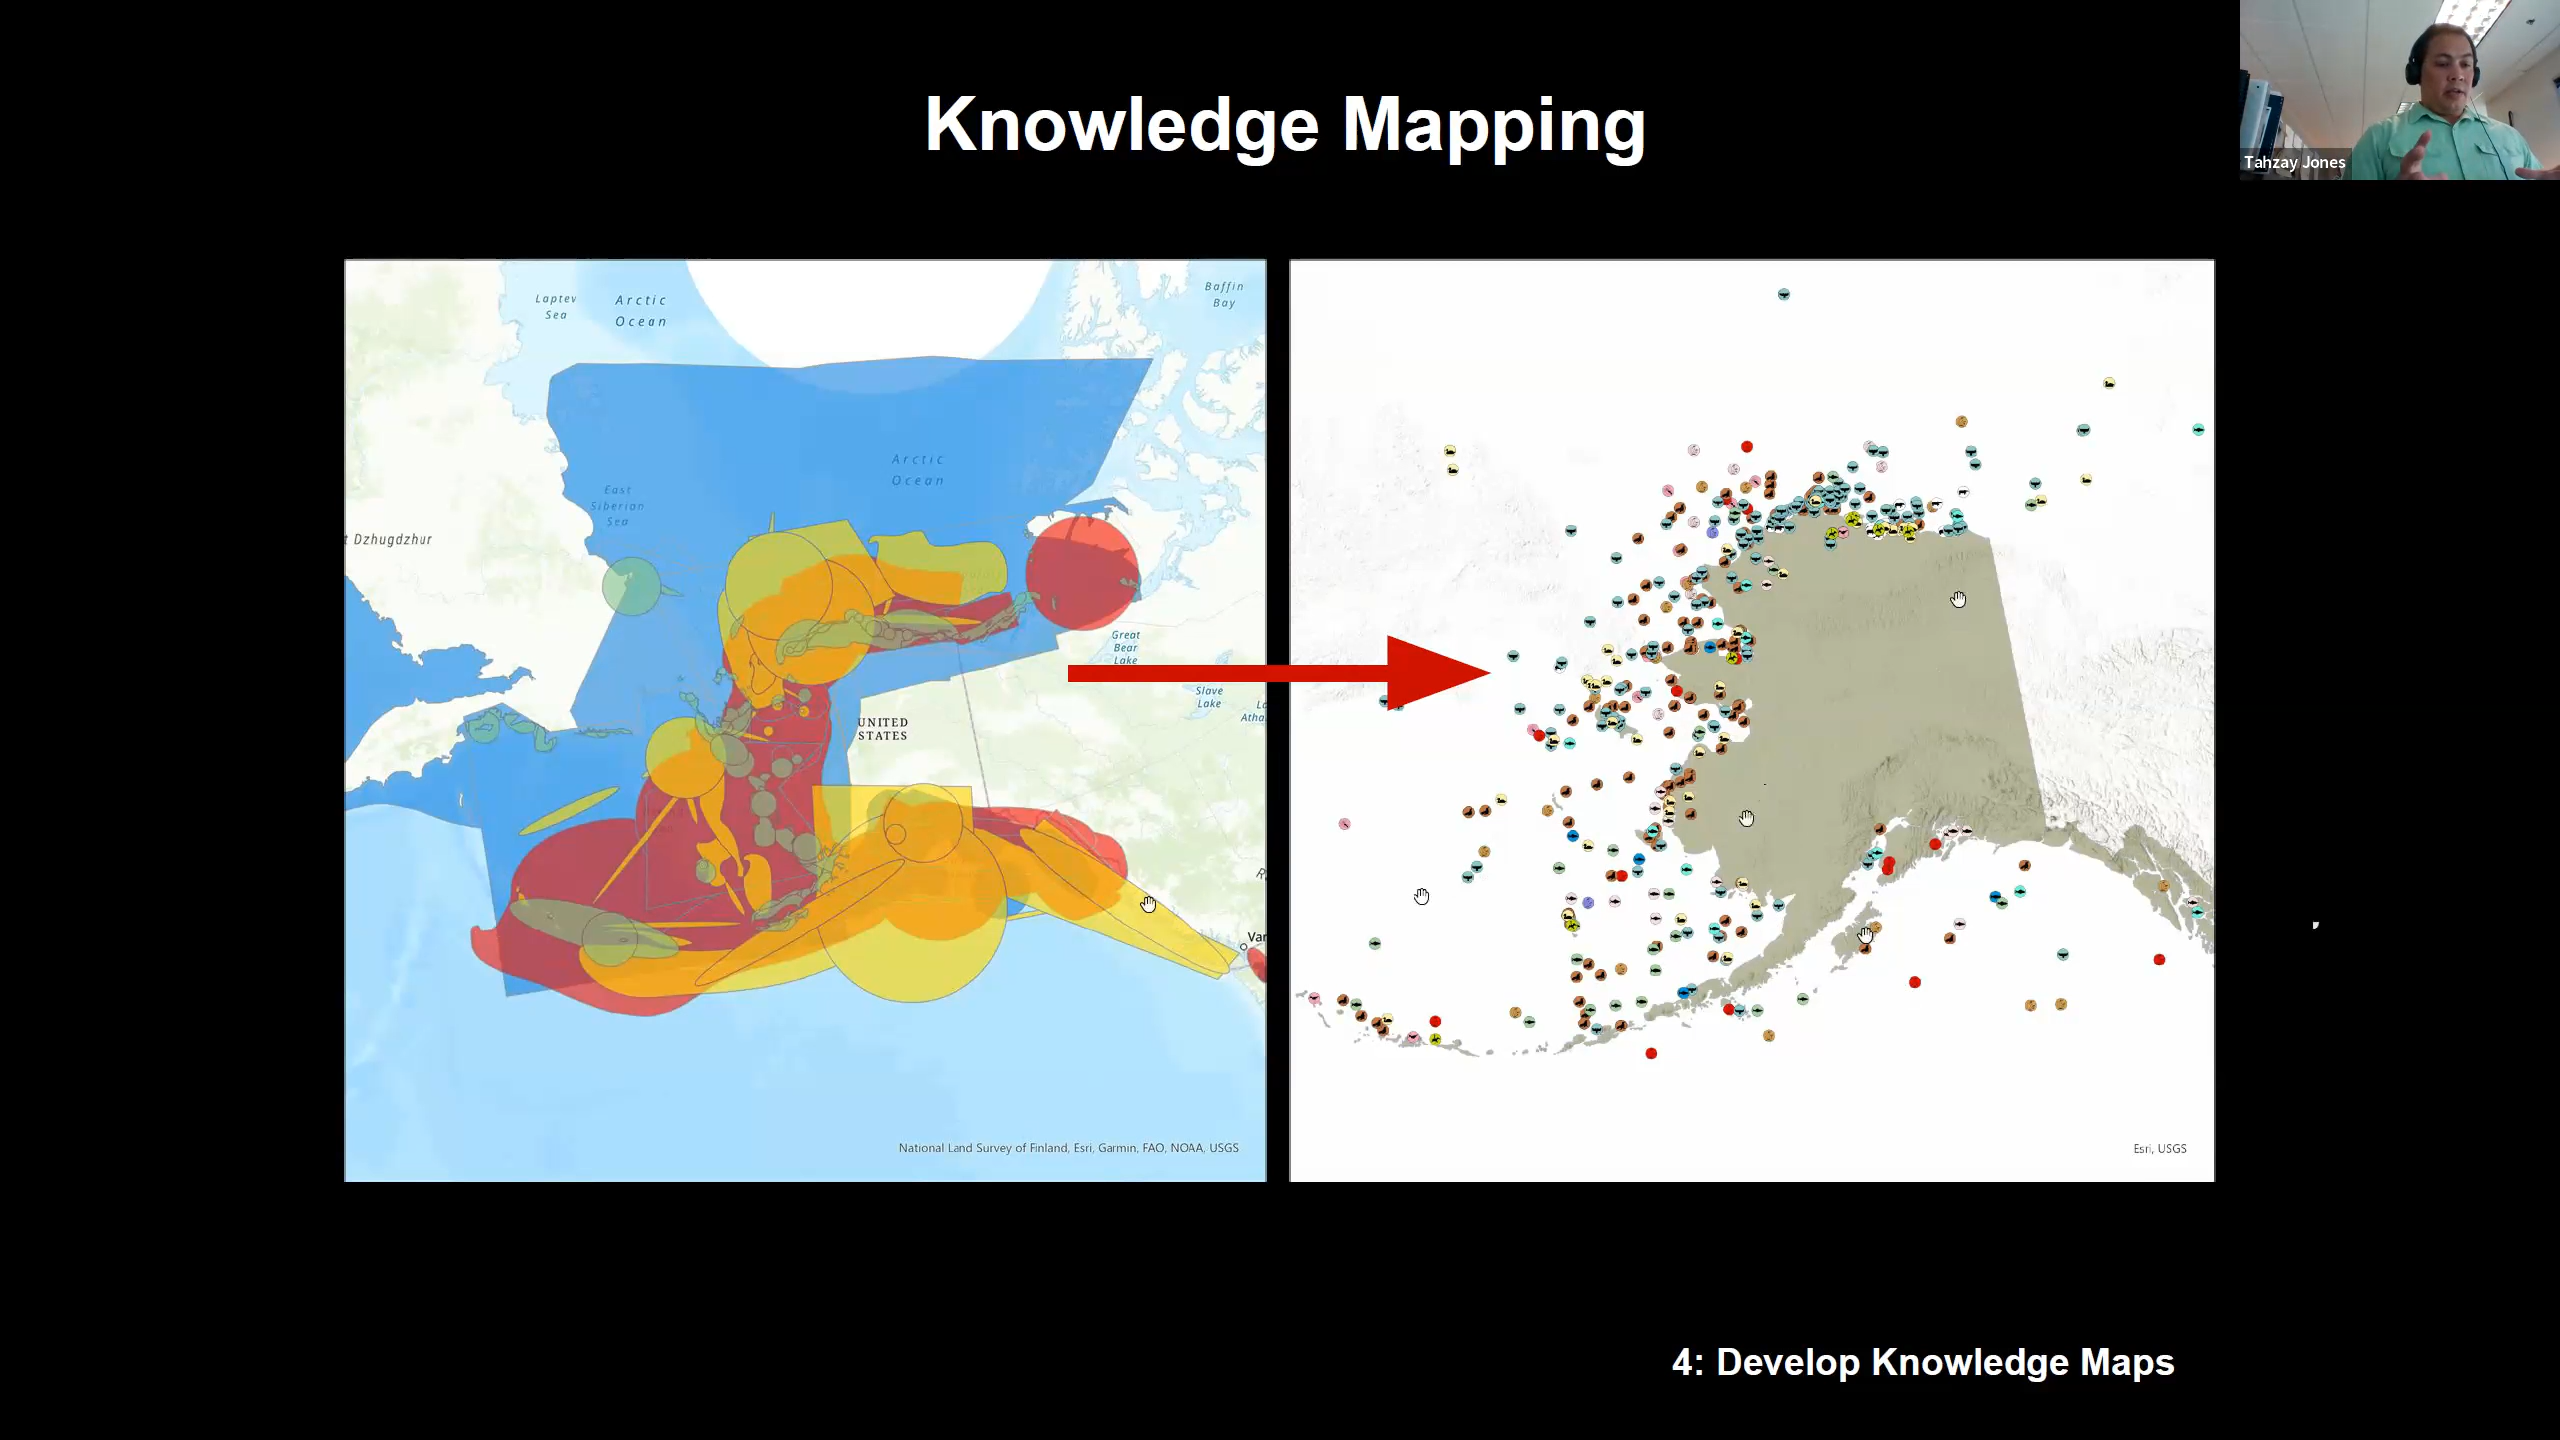 Knowledge Mapping
Tahzay Jones
Laptev
Sea
Arctic
Ocean
Baffin
Bay
Arctic
Ocean
East
Siberian
Sea
t Dzhugdzhur
Great
Bear
Lake
Slave
Lake
UNITED
STATES
National Land Survey of Finland, Esri, Garmin, FAO, NOAA, USGS
Esri, USGS
4: Develop Knowledge Maps